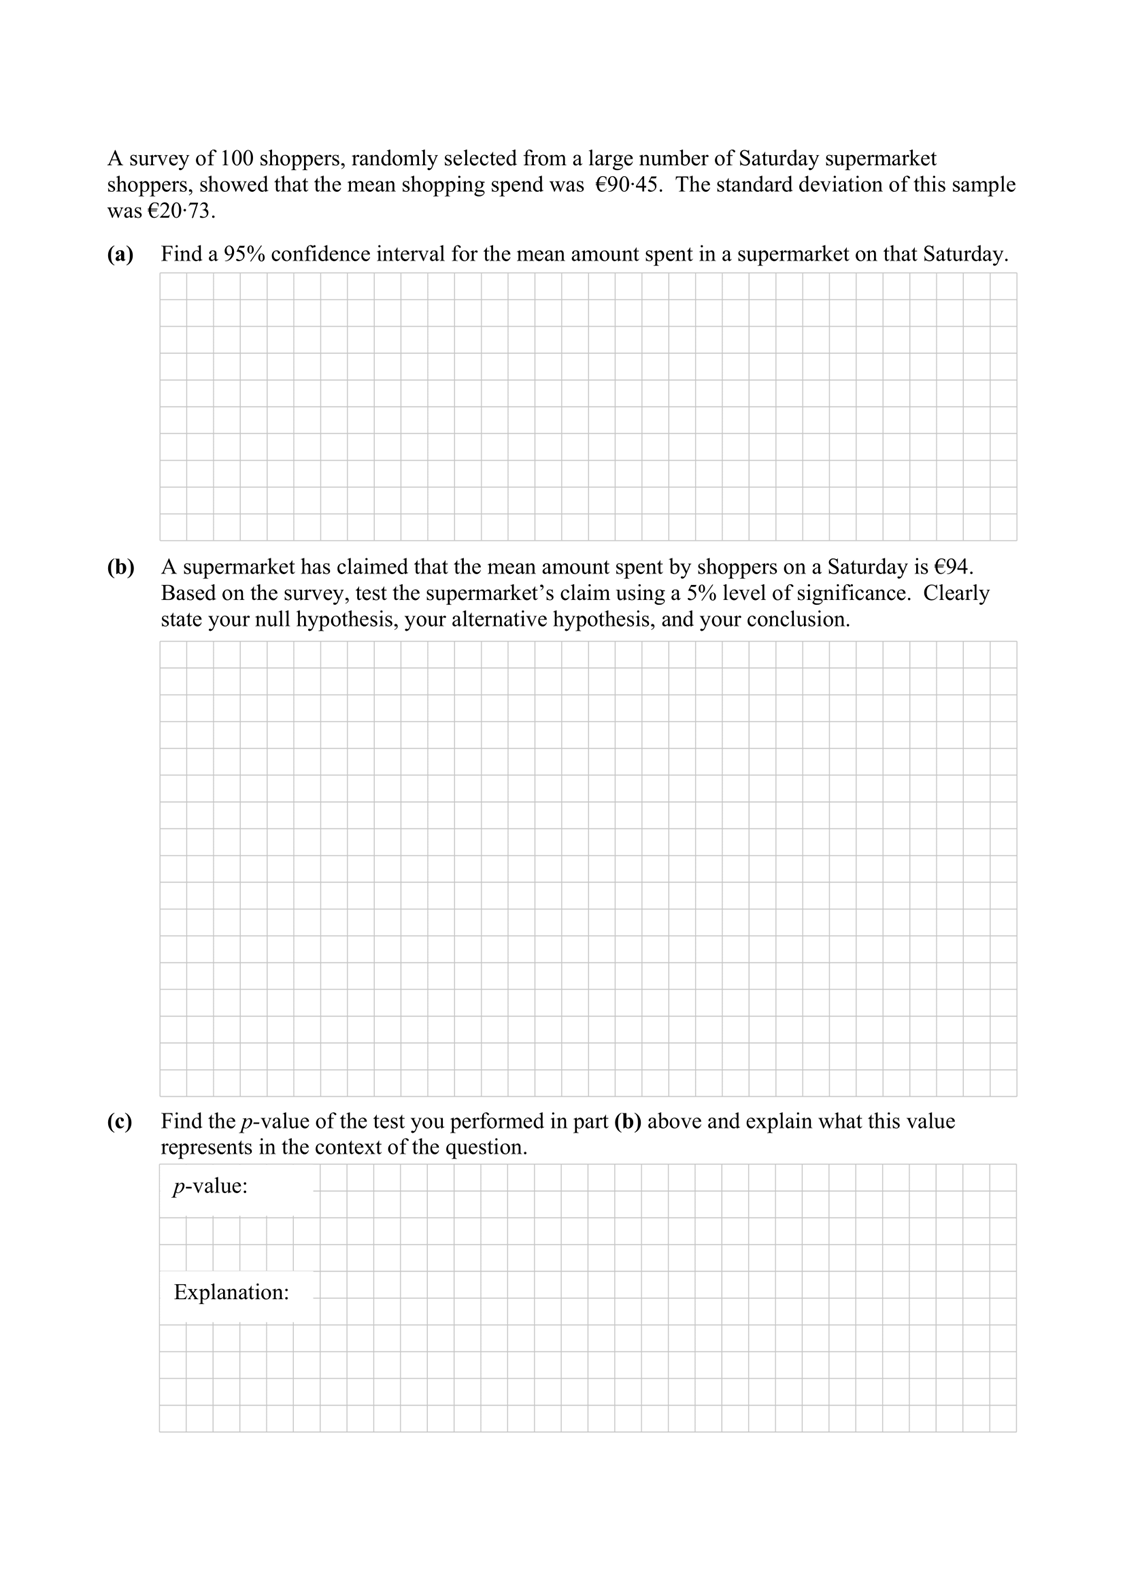 A survey of 100 shoppers, randomly selected from a large number of Saturday supermarket
shoppers, showed that the mean shopping spend was €90·45. The standard deviation of this sample
was €20·73.
(a) Find a 95% confidence interval for the mean amount spent in a supermarket on that Saturday.
(b) A supermarket has claimed that the mean amount spent by shoppers on a Saturday is €94.
Based on the survey, test the supermarket’s claim using a 5% level of significance. Clearly
state your null hypothesis, your alternative hypothesis, and your conclusion.
(c) Find the p-value of the test you performed in part (b) above and explain what this value
represents in the context of the question.
p-value:
Explanation: